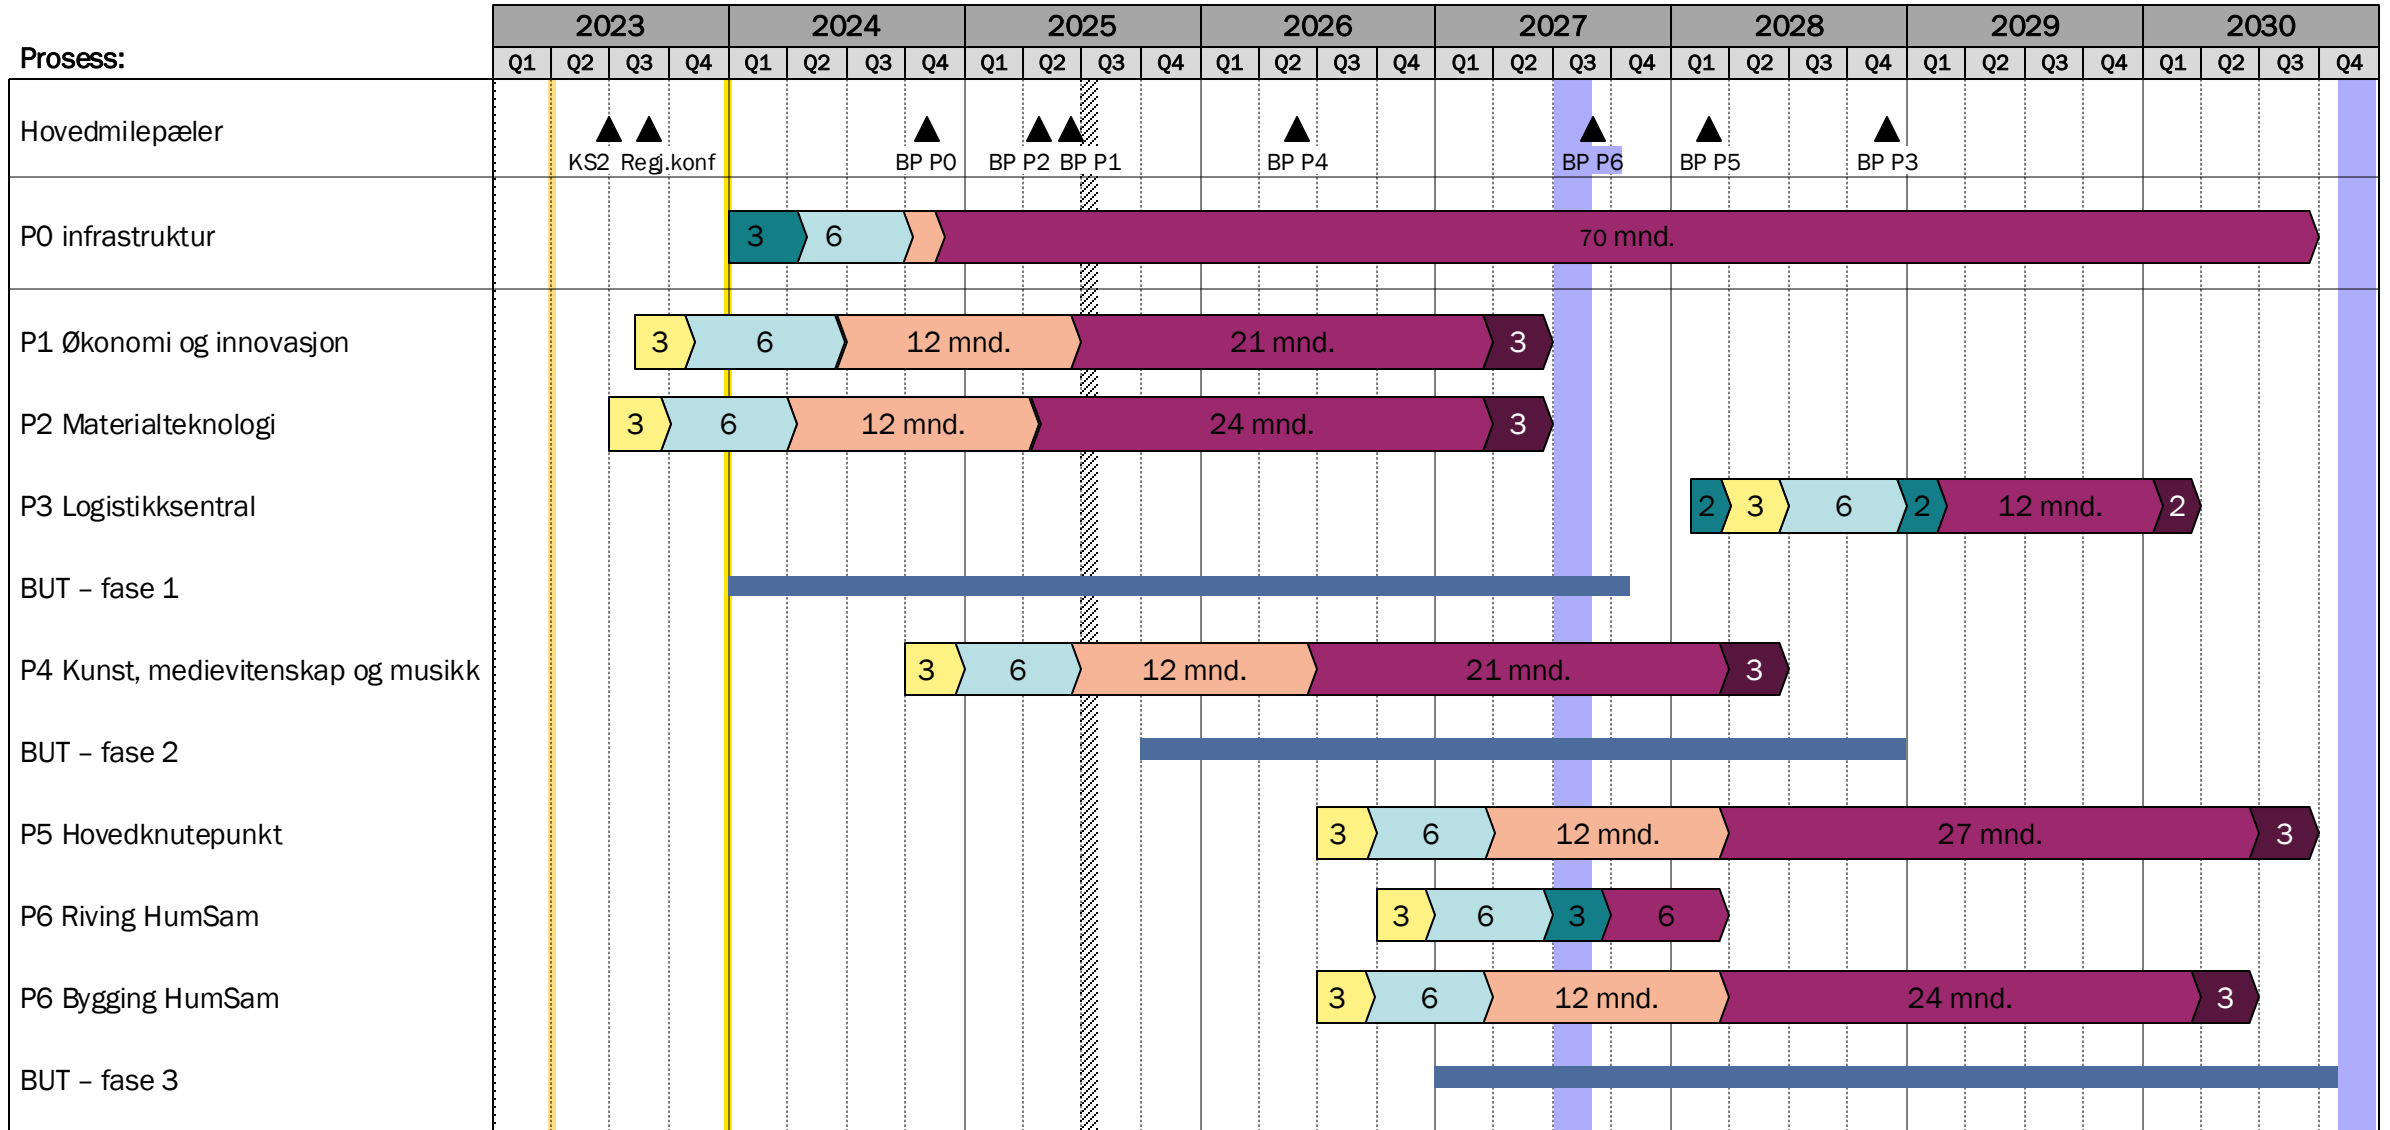 2023 2024 2025 2026 2027 2028 2029 2030
Prosess:
Q1 Q2 Q3 Q4 Q1 Q2 Q3 Q4 Q1 Q2 Q3 Q4 Q1 Q2 Q3 Q4 Q1 Q2 Q3 Q4 Q1 Q2 Q3 Q4 Q1 Q2 Q3 Q4 Q1 Q2 Q3 Q4
Hovedmilepæler
KS2 Regj.konf BP P0 BP P2 BP P1 BP P4 BP P6 BP P5 BP P3
P0 infrastruktur 3 6 70 mnd.
P1 Økonomi og innovasjon 3 6 12 mnd. 21 mnd. 3
P2 Materialteknologi 3 6 12 mnd. 24 mnd. 3
P3 Logistikksentral 2 3 6 2 12 mnd. 2
BUT – fase 1
P4 Kunst, medievitenskap og musikk 3 6 12 mnd. 21 mnd. 3
BUT – fase 2
P5 Hovedknutepunkt 3 6 12 mnd. 27 mnd. 3
P6 Riving HumSam 3 6 3 6
P6 Bygging HumSam 3 6 12 mnd. 24 mnd. 3
BUT – fase 3